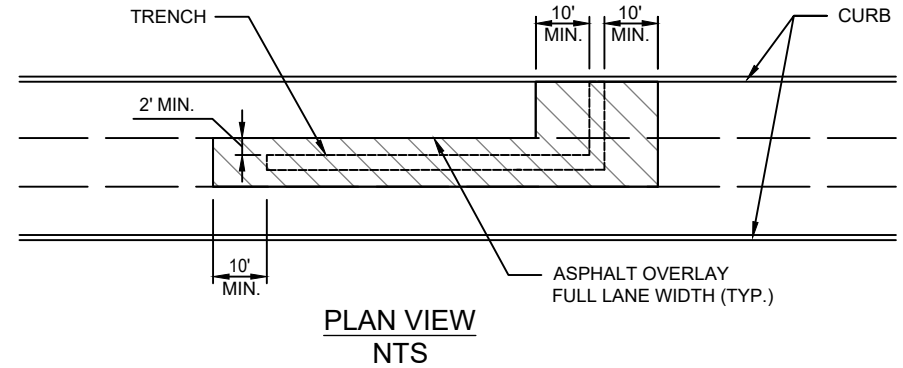 TRENCH
10'
MIN.
10'
MIN.
CURB
2' MIN.
10'
MIN.
ASPHALT OVERLAY
FULL LANE WIDTH (TYP.)
PLAN VIEW
NTS